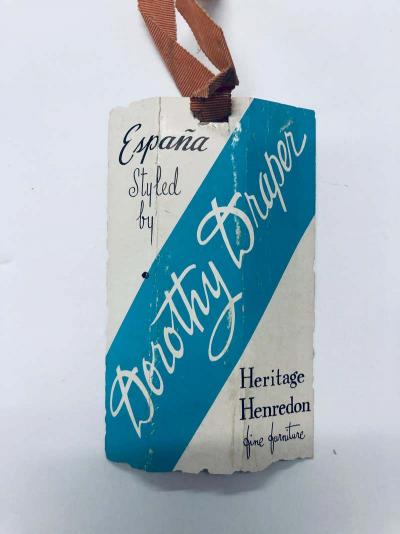 España
Styled
by
Dorothy Draper
Heritage
Henredon
fine furniture